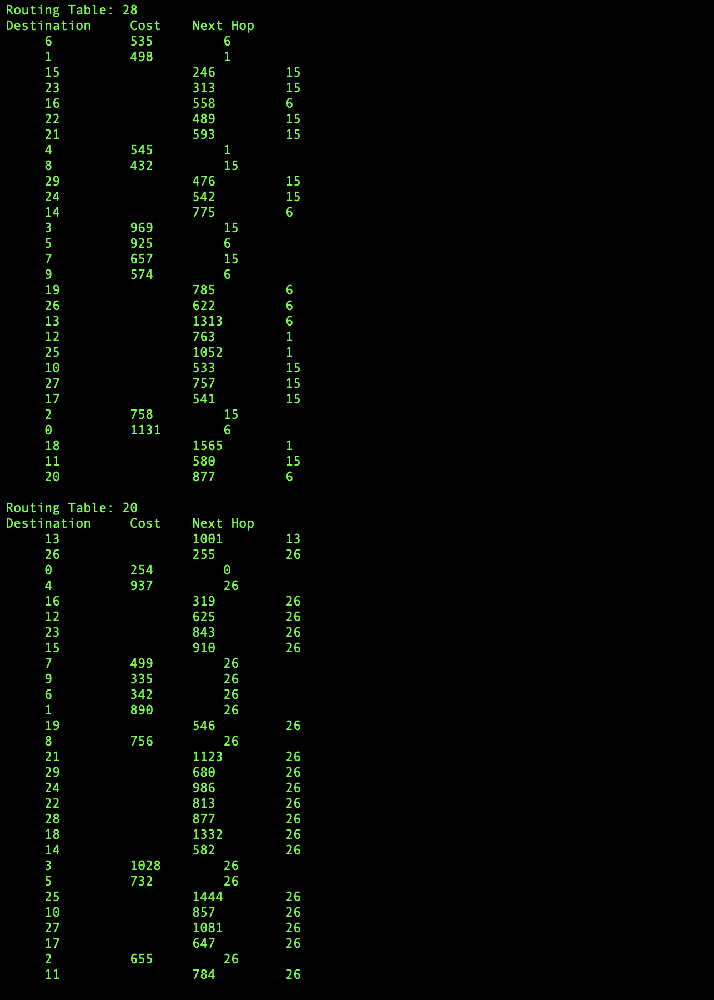 Routing Table: 28
Destination Cost Next Hop
6 535 6
1 498 1
15 246 15
23 313 15
16 558 6
22 489 15
21 593 15
4 545 1
8 432 15
29 476 15
24 542 15
14 775 6
3 969 15
5 925 6
7 657 15
9 574 6
19 785 6
26 622 6
13 1313 6
12 763 1
25 1052 1
10 533 15
27 757 15
17 541 15
2 758 15
0 1131 6
18 1565 1
11 580 15
20 877 6
Routing Table: 20
Destination Cost Next Hop
13 1001 13
26 255 26
0 254 0
4 937 26
16 319 26
12 625 26
23 843 26
15 910 26
7 499 26
9 335 26
6 342 26
1 890 26
19 546 26
8 756 26
21 1123 26
29 680 26
24 986 26
22 813 26
28 877 26
18 1332 26
14 582 26
3 1028 26
5 732 26
25 1444 26
10 857 26
27 1081 26
17 647 26
2 655 26
11 784 26